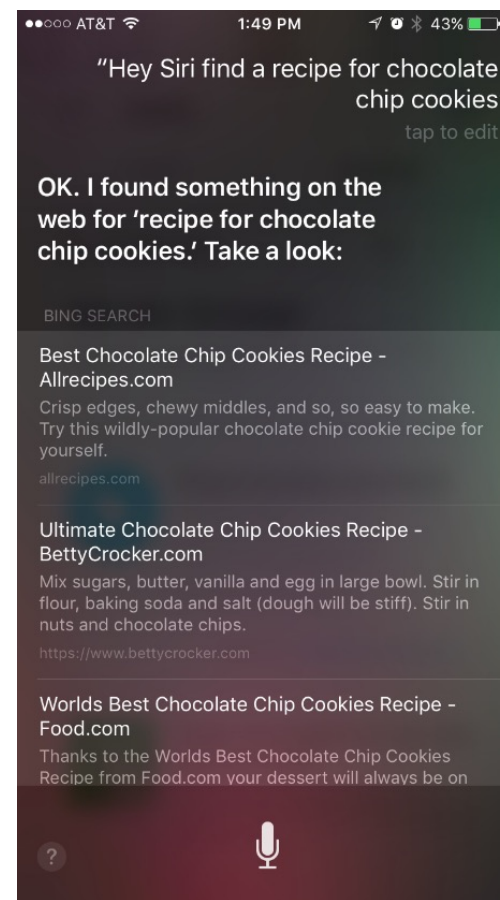 AT&T 1:49 PM 43%
“Hey Siri find a recipe for chocolate
chip cookies
tap to edit
OK. I found something on the
web for ‘recipe for chocolate
chip cookies.’ Take a look:
BING SEARCH
Best Chocolate Chip Cookies Recipe -
Allrecipes.com
Crisp edges, chewy middles, and so, so easy to make.
Try this wildly-popular chocolate chip cookie recipe for
yourself.
allrecipes.com
Ultimate Chocolate Chip Cookies Recipe -
BettyCrocker.com
Mix sugars, butter, vanilla and egg in large bowl. Stir in
flour, baking soda and salt (dough will be stiff). Stir in
nuts and chocolate chips.
https://www.bettycrocker.com
Worlds Best Chocolate Chip Cookies Recipe -
Food.com
Thanks to the Worlds Best Chocolate Chip Cookies
Recipe from Food.com your dessert will always be on
?